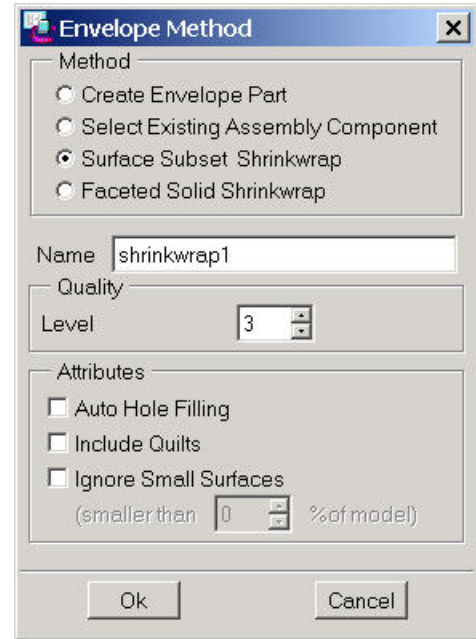 Envelope Method
Method
Create Envelope Part
Select Existing Assembly Component
Surface Subset Shrinkwrap
Faceted Solid Shrinkwrap
Name shrinkwrap1
Quality
Level 3
Attributes
Auto Hole Filling
Include Quilts
Ignore Small Surfaces
(smaller than 0 % of model)
Ok Cancel